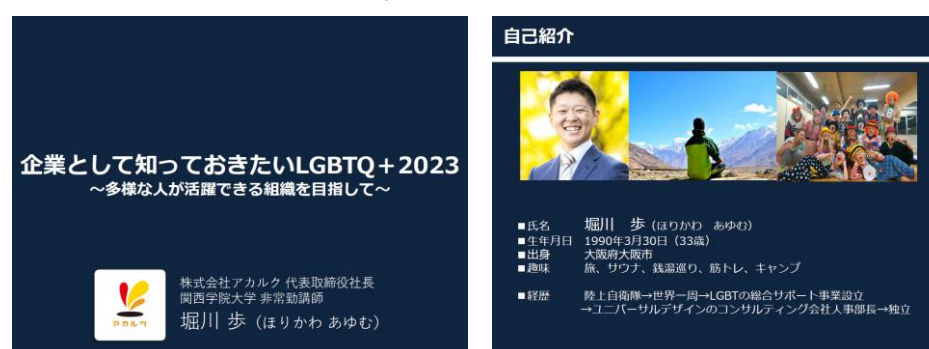 企業として知っておきたいLGBTQ+2023
～多様な人が活躍できる組織を目指して～
アカルク
株式会社アカルク 代表取締役社長
関西学院大学 非常勤講師
堀川 歩（ほりかわ あゆむ）
自己紹介
■氏名 堀川 歩（ほりかわ あゆむ）
■生年月日 1990年3月30日（33歳）
■出身 大阪府大阪市
■趣味 旅、サウナ、銭湯巡り、筋トレ、キャンプ
■経歴 陸上自衛隊→世界一周→LGBTの総合サポート事業設立
→ユニバーサルデザインのコンサルティング会社人事部長→独立